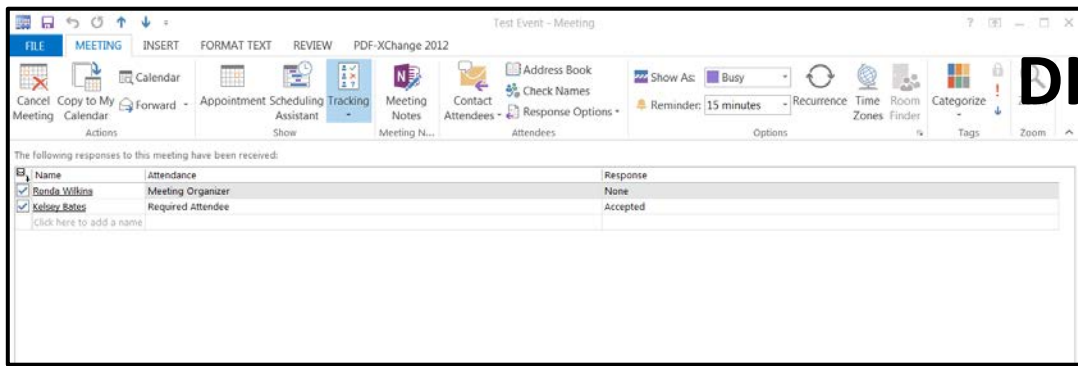 Test Event - Meeting
FILE MEETING INSERT FORMAT TEXT REVIEW PDF-XChange 2012
Calendar Address Book Show As: Busy
Check Names
Cancel Meeting Copy to My Calendar Forward Appointment Scheduling Assistant Tracking Meeting Notes Contact Attendees Response Options Reminder: 15 minutes Recurrence Time Zones Room Finder Categorize
Actions Show Meeting N... Attendees Options Tags Zoom
DI
The following responses to this meeting have been received:
Name Attendance Response
Ronda Wilkins Meeting Organizer None
Kelsey Bates Required Attendee Accepted
Click here to add a name